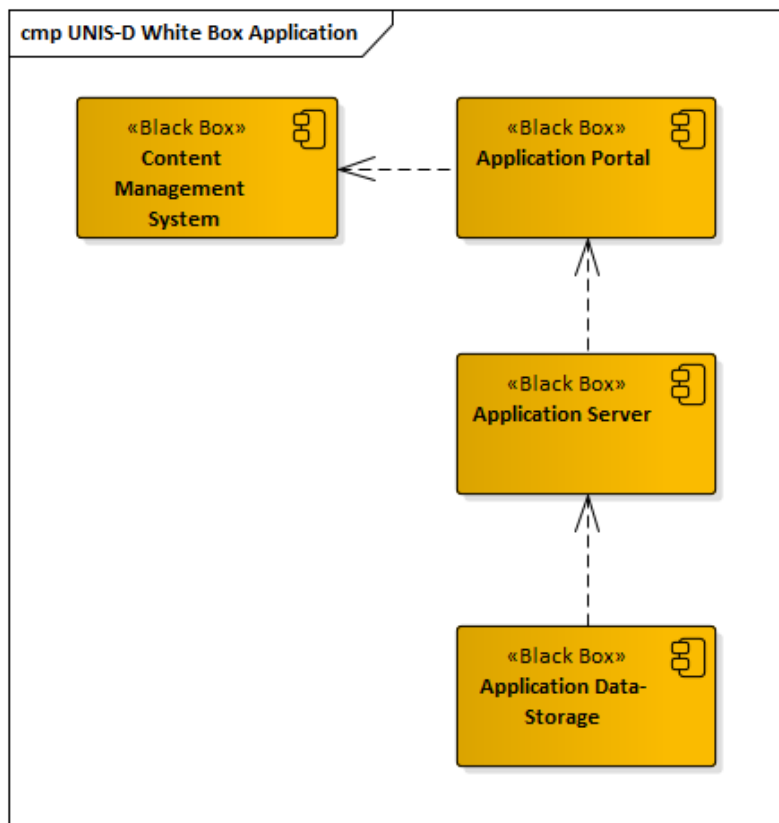 cmp UNIS-D White Box Application
«Black Box»
Content
Management
System
«Black Box»
Application Portal
«Black Box»
Application Server
«Black Box»
Application Data-
Storage